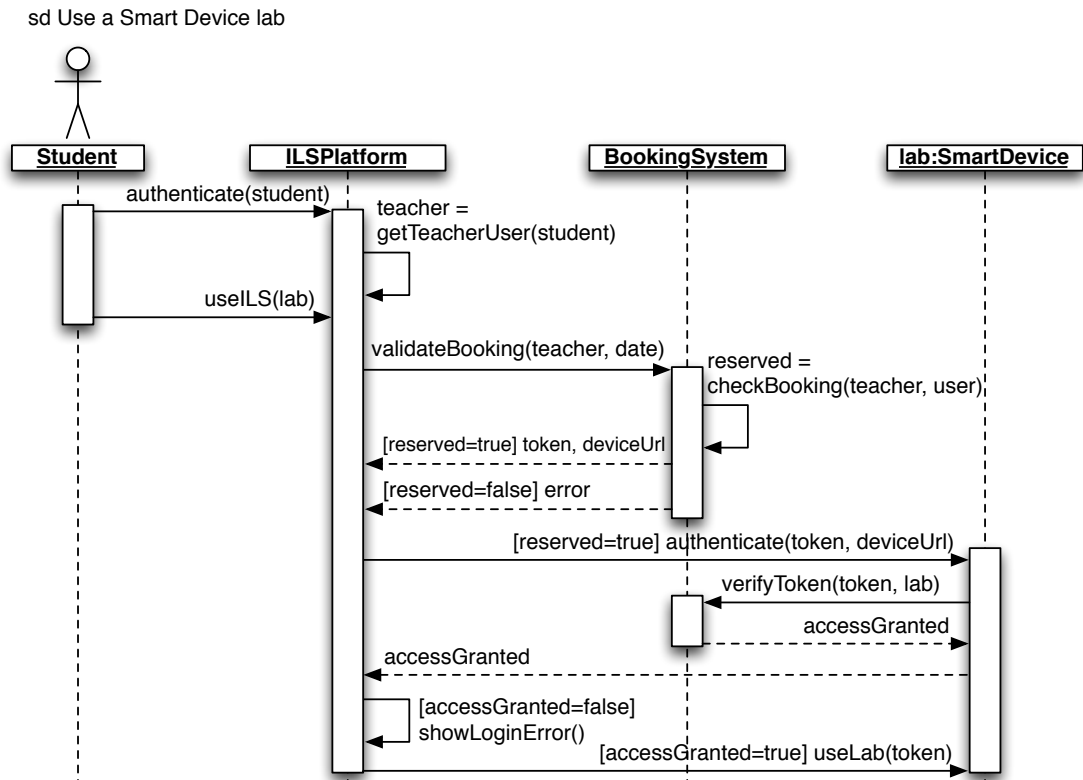 sd Use a Smart Device lab
Student
ILSPlatform
BookingSystem
lab:SmartDevice
authenticate(student)
teacher =
getTeacherUser(student)
useILS(lab)
validateBooking(teacher, date)
reserved =
checkBooking(teacher, user)
[reserved=true] token, deviceUrl
[reserved=false] error
[reserved=true] authenticate(token, deviceUrl)
verifyToken(token, lab)
accessGranted
accessGranted
[accessGranted=false]
showLoginError()
[accessGranted=true] useLab(token)